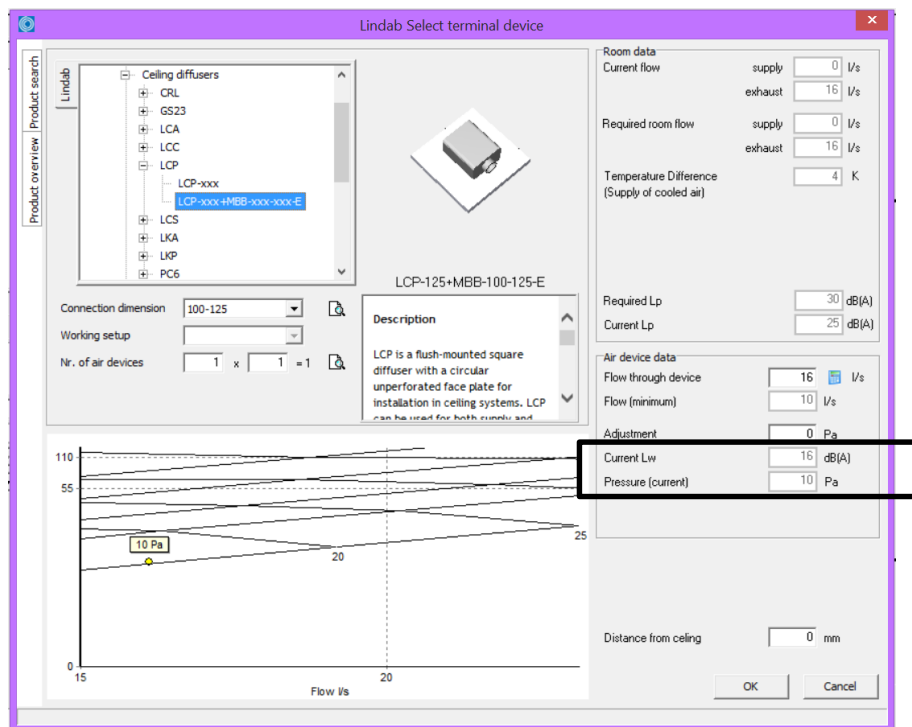 Lindab Select terminal device
Product search
Product overview
Lindab
Ceiling diffusers
CRL
GS23
LCA
LCC
LCP
LCP-xxx
LCP-xxx+MBB-xxx-xxx-E
LCS
LKA
LKP
PC6
LCP-125+MBB-100-125-E
Connection dimension 100-125
Working setup
Nr. of air devices 1 x 1 = 1
Description
LCP is a flush-mounted square
diffuser with a circular
unperforated face plate for
installation in ceiling systems. LCP
can be used for both supply and
Room data
Current flow supply 0 l/s
exhaust 16 l/s
Required room flow supply 0 l/s
exhaust 16 l/s
Temperature Difference 4 K
(Supply of cooled air)
Required Lp 30 dB(A)
Current Lp 25 dB(A)
Air device data
Flow through device 16 l/s
Flow (minimum) 10 l/s
Adjustment 0 Pa
Current Lw 16 dB(A)
Pressure (current) 10 Pa
Distance from celing 0 mm
OK Cancel
110
55
10 Pa
20
25
0
15 20
Flow l/s